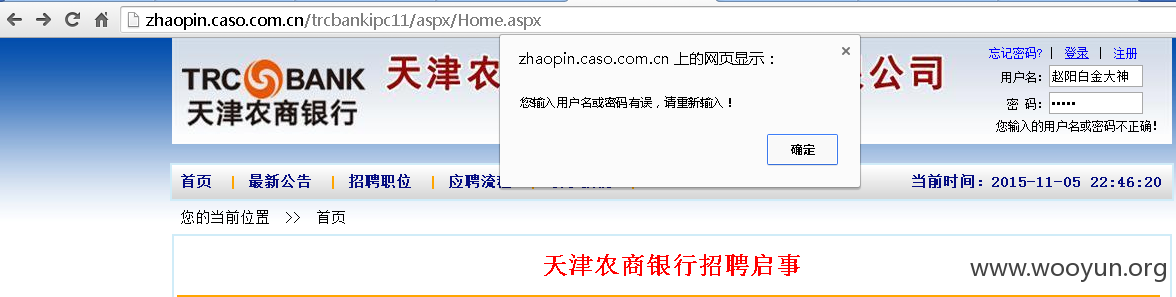 zhaopin.caso.com.cn/trcbankipc11/aspx/Home.aspx
TRC BANK
天津农商银行
天津农
限公司
zhaopin.caso.com.cn 上的网页显示：
您输入用户名或密码有误，请重新输入！
确定
忘记密码? | 登录 | 注册
用户名: 赵阳白金大神
密 码: •••••
您输入的用户名或密码不正确!
首页 最新公告 招聘职位 应聘流程
当前时间：2015-11-05 22:46:20
您的当前位置 >> 首页
天津农商银行招聘启事
www.wooyun.org